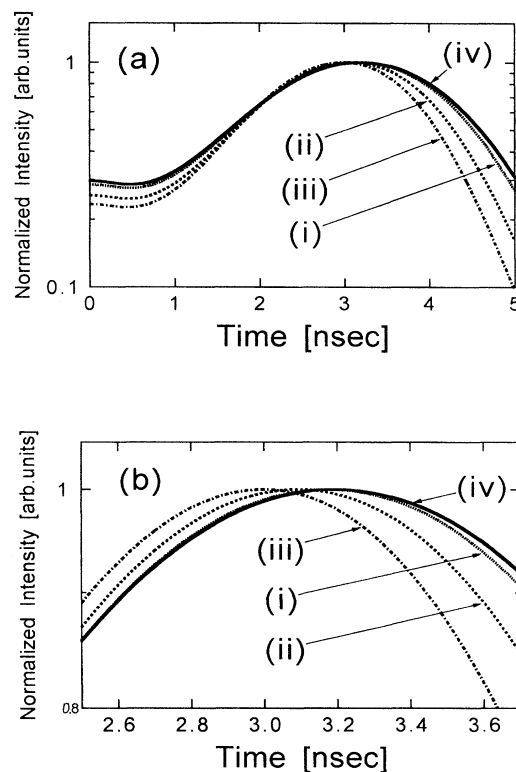 (a)
(iv)
(ii)
(iii)
(i)
1
0.1
Normalized Intensity [arb.units]
0 1 2 3 4 5
Time [nsec]
(b)
(iv)
(iii)
(i)
(ii)
1
0.8
Normalized Intensity [arb.units]
2.6 2.8 3.0 3.2 3.4 3.6
Time [nsec]